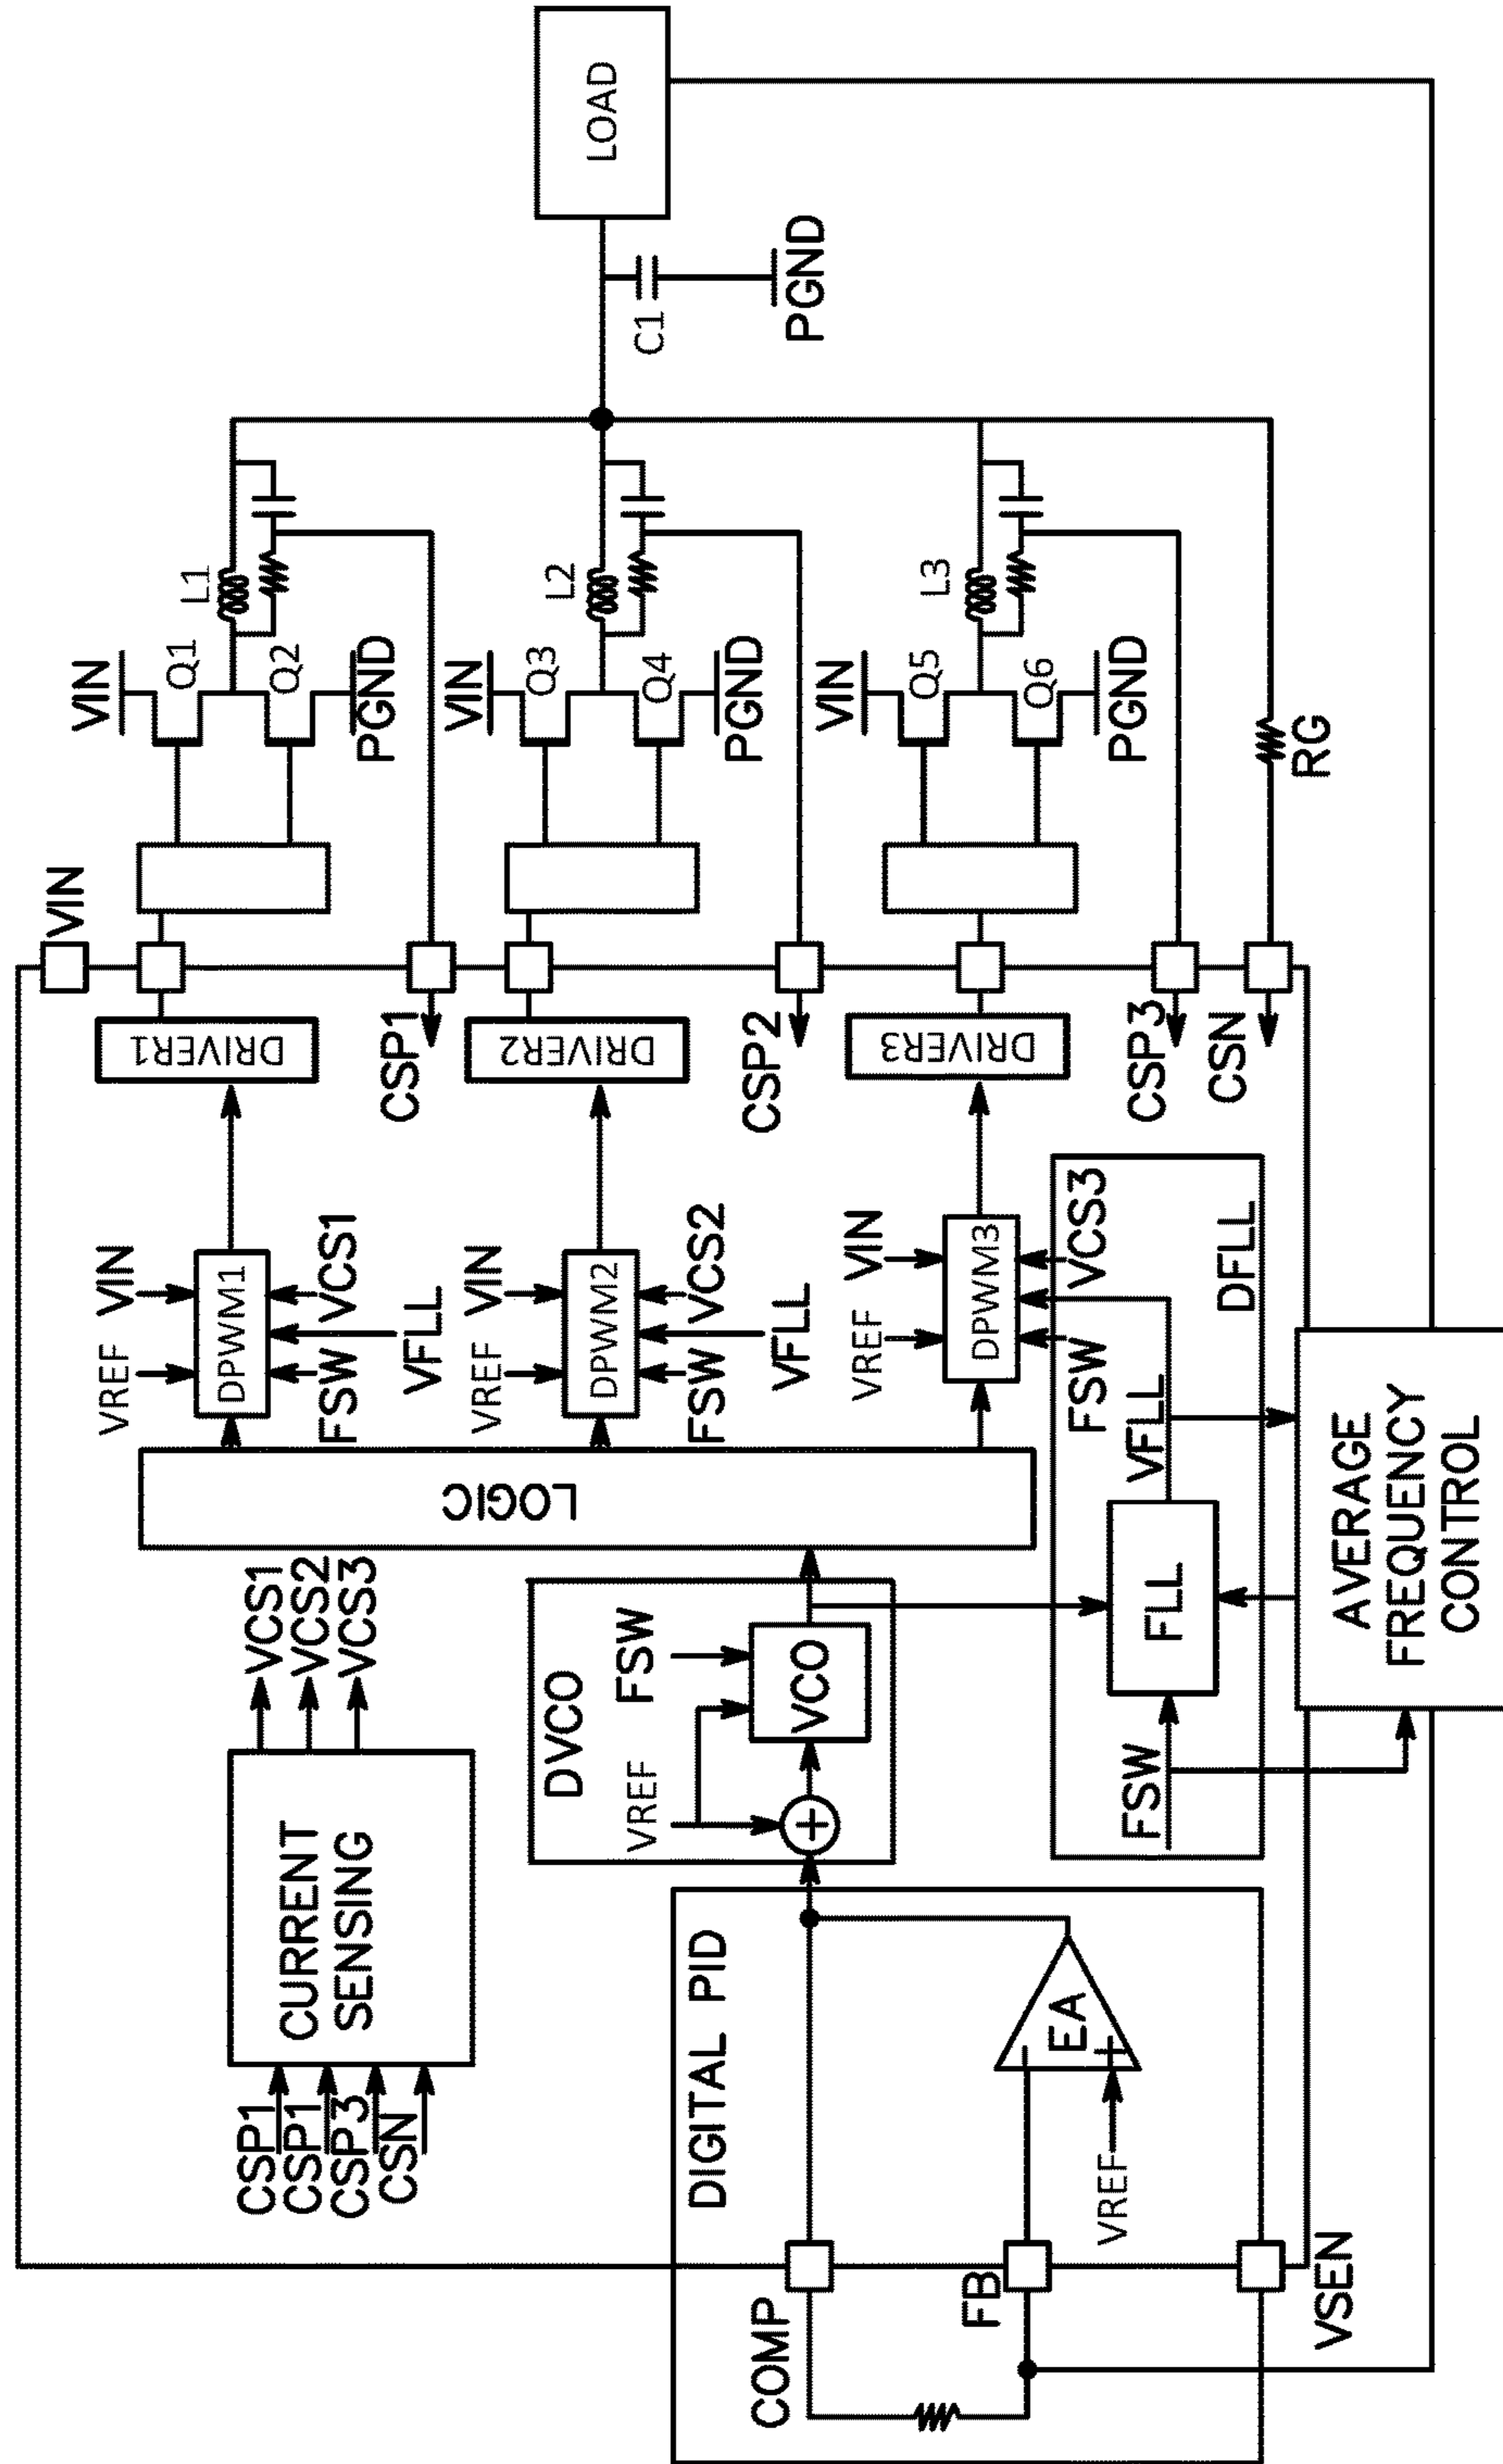 CSP1
CSP1
CSP3
CSN
CURRENT
SENSING
VCS1
VCS2
VCS3
DIGITAL PID
COMP
FB
VSEN
VREF
EA
DVCO
VREF
FSW
VCO
LOGIC
VREF
VIN
DPWM1
FSW
VCS1
VFLL
VREF
VIN
DPWM2
FSW
VCS2
VFLL
VREF
VIN
DPWM3
FSW
VCS3
VFLL
DFLL
FSW
FLL
AVERAGE
FREQUENCY
CONTROL
DRIVER1
DRIVER2
DRIVER3
VIN
CSP1
CSP2
CSP3
CSN
VIN
Q1
Q2
PGND
L1
VIN
Q3
Q4
PGND
L2
VIN
Q5
Q6
PGND
L3
RG
C1
PGND
LOAD